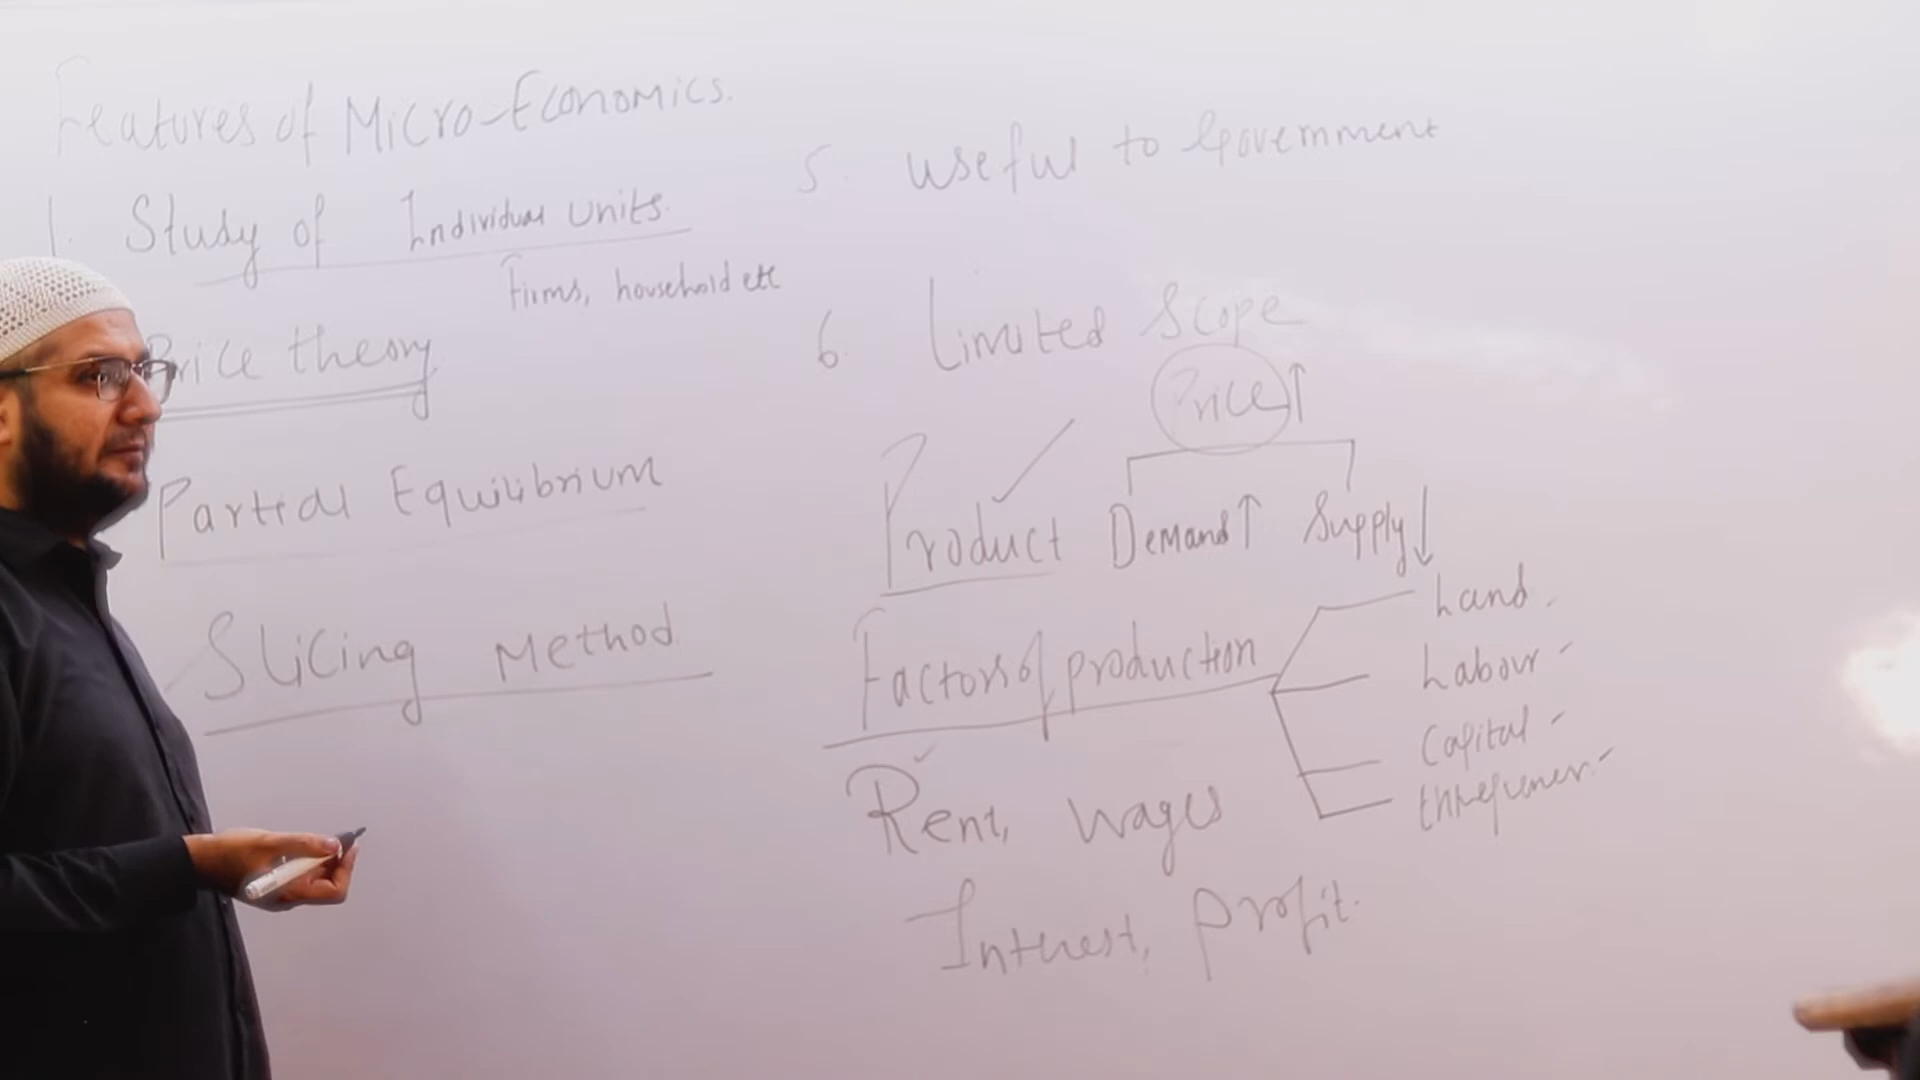 Features of Micro-Economics.
1. Study of Individual units.
Firms, household etc
Price theory
Partial Equilibrium
Slicing Method
5. Useful to Government
6. Limited Scope
Price ↑
Product Demand ↑ Supply ↓
Factors of production
Land.
Labour -
Capital -
Rent, Wages
Interest, Profit.